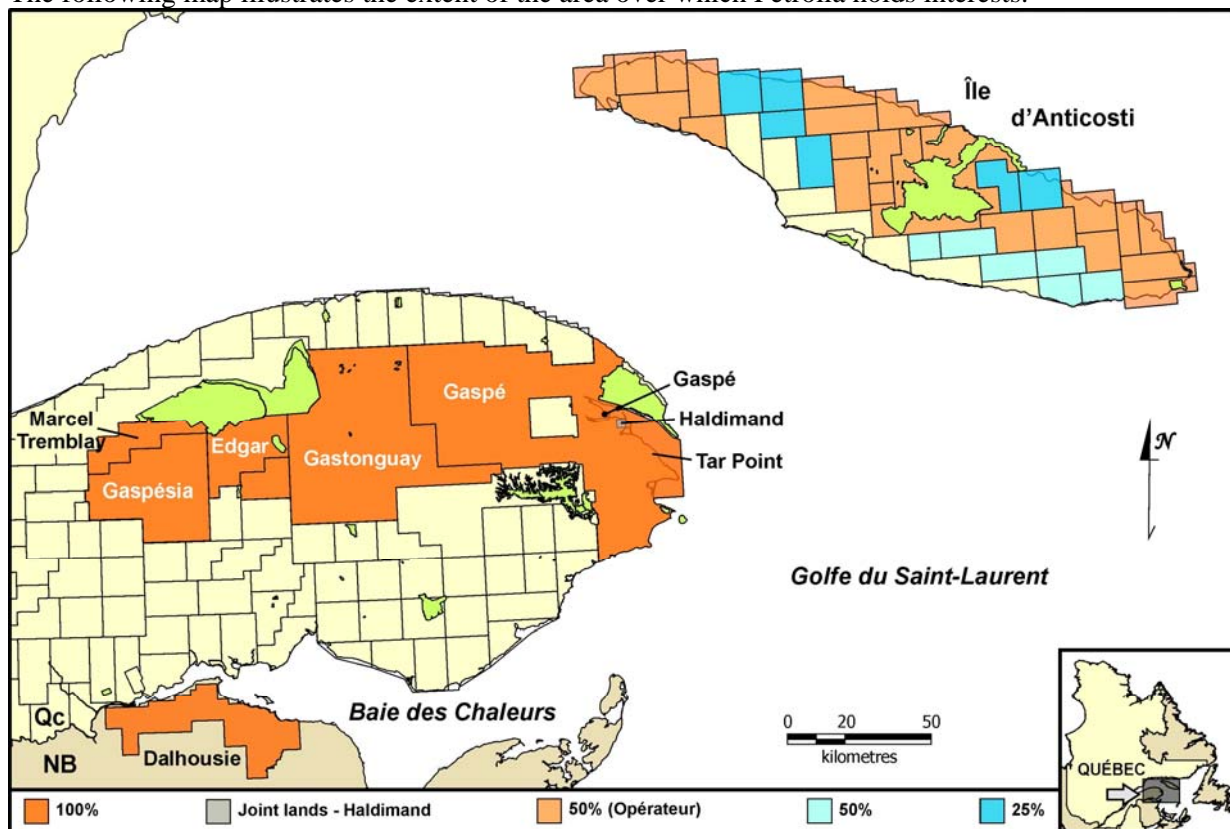 The following map illustrates the extent of the area over which Petrolia holds interests.
Île
d'Anticosti
Gaspé
Gaspé
Haldimand
Marcel
Tremblay
Edgar
Gastonguay
Tar Point
Gaspésia
N
Golfe du Saint-Laurent
Baie des Chaleurs
Qc
NB
Dalhousie
0 20 50
kilometres
QUÉBEC
100% Joint lands - Haldimand 50% (Opérateur) 50% 25%